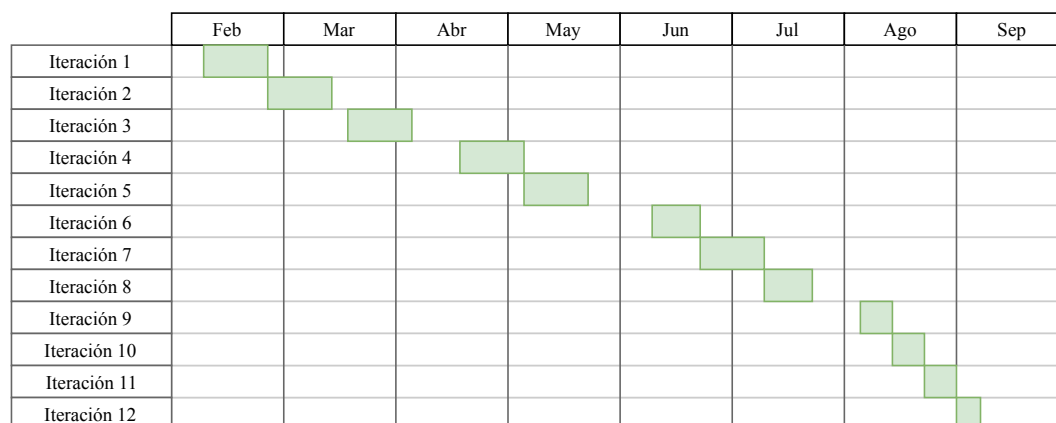 Feb Mar Abr May Jun Jul Ago Sep
Iteración 1
Iteración 2
Iteración 3
Iteración 4
Iteración 5
Iteración 6
Iteración 7
Iteración 8
Iteración 9
Iteración 10
Iteración 11
Iteración 12